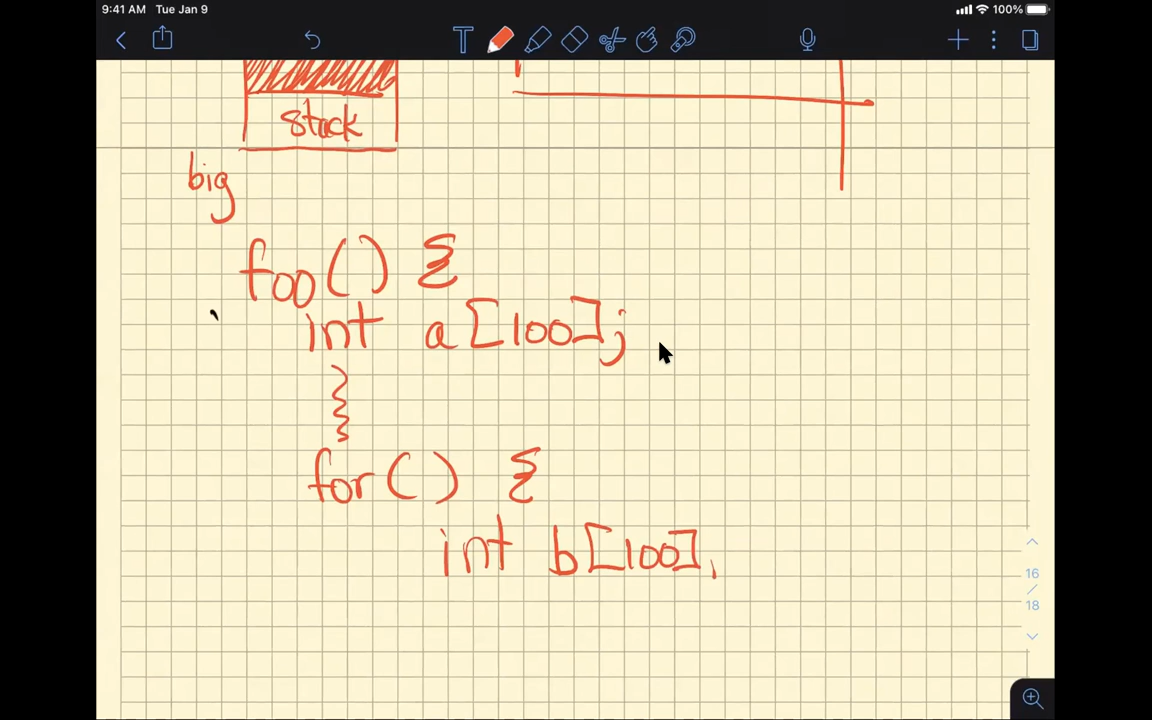 9:41 AM Tue Jan 9
100%
T
stack
big
foo() {
int a[100];
for() {
int b[100],
16
/
18